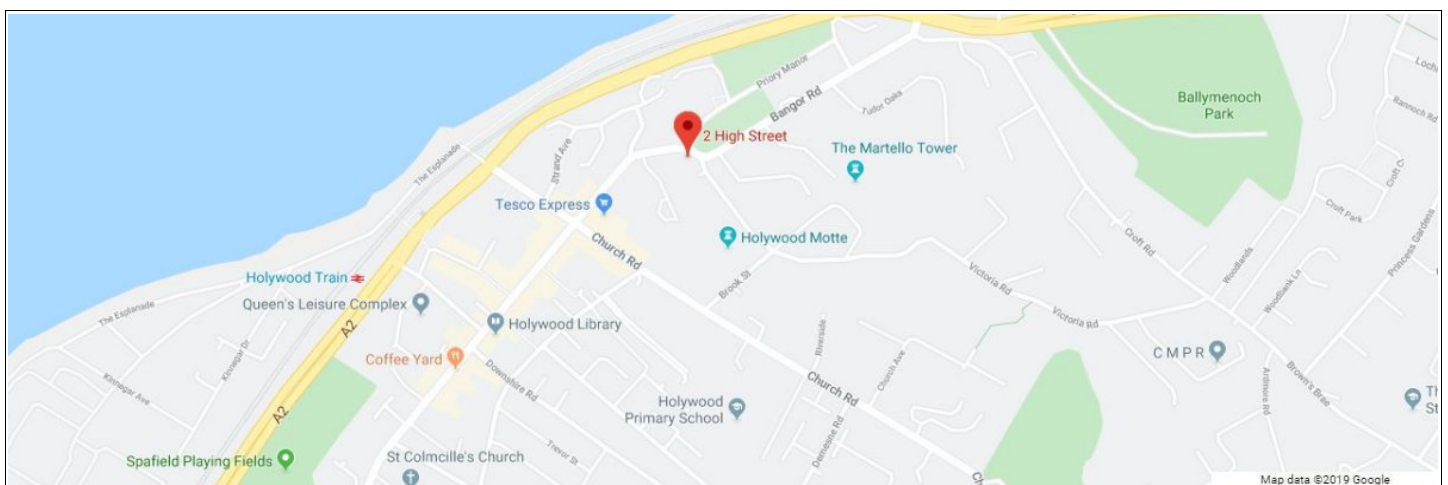 Priory Manor
Bangor Rd
Tudor Oaks
Ballymenoch
Park
Rannoch Rd
2 High Street
The Martello Tower
Strand Ave
The Esplanade
Tesco Express
Croft Park
Holywood Motte
Church Rd
Croft Rd
Princess Gardens
Woodlands
Holywood Train
Brook St
Victoria Rd
Woodbank Ln
Queen's Leisure Complex
The Esplanade
Holywood Library
Victoria Rd
A2
Riverside
Kinnegar Dr
Coffee Yard
CMPR
Church Ave
Downshire Rd
Kinnegar Ave
Church Rd
Brown's Brae
Ardmore Rd
Holywood
Primary School
A2
Demesne Rd
Trevor St
St Colmcille's Church
Spafield Playing Fields
Map data ©2019 Google